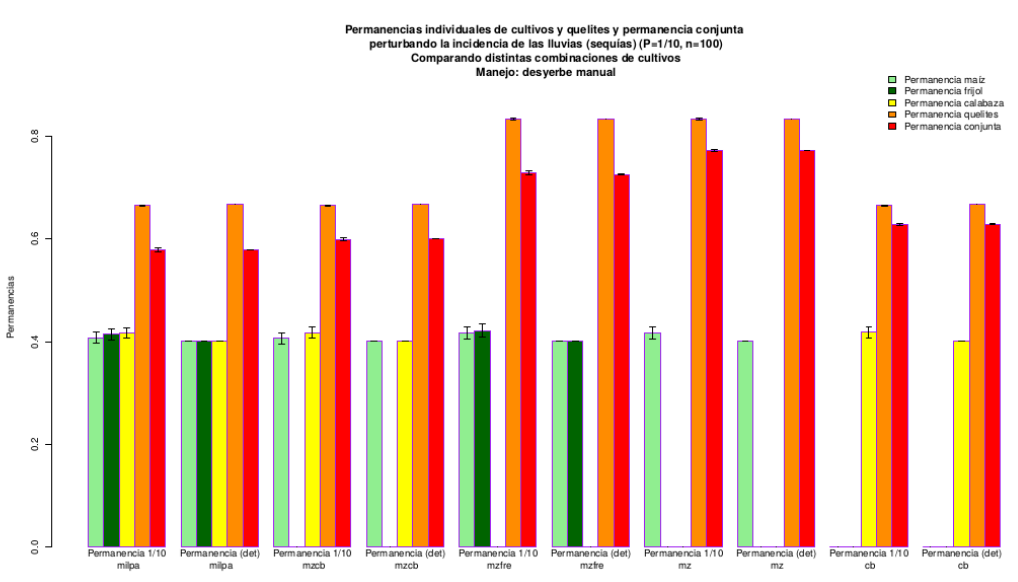 Permanencias individuales de cultivos y quelites y permanencia conjunta
perturbando la incidencia de las lluvias (sequías) (P=1/10, n=100)
Comparando distintas combinaciones de cultivos
Manejo: desyerbe manual
Permanencia maíz
Permanencia frijol
Permanencia calabaza
Permanencia quelites
Permanencia conjunta
Permanencias
0.8
0.6
0.4
0.2
0.0
Permanencia 1/10 Permanencia (det) Permanencia 1/10 Permanencia (det) Permanencia 1/10 Permanencia (det) Permanencia 1/10 Permanencia (det) Permanencia 1/10 Permanencia (det)
milpa milpa mzcb mzcb mzfre mzfre mz mz cb cb